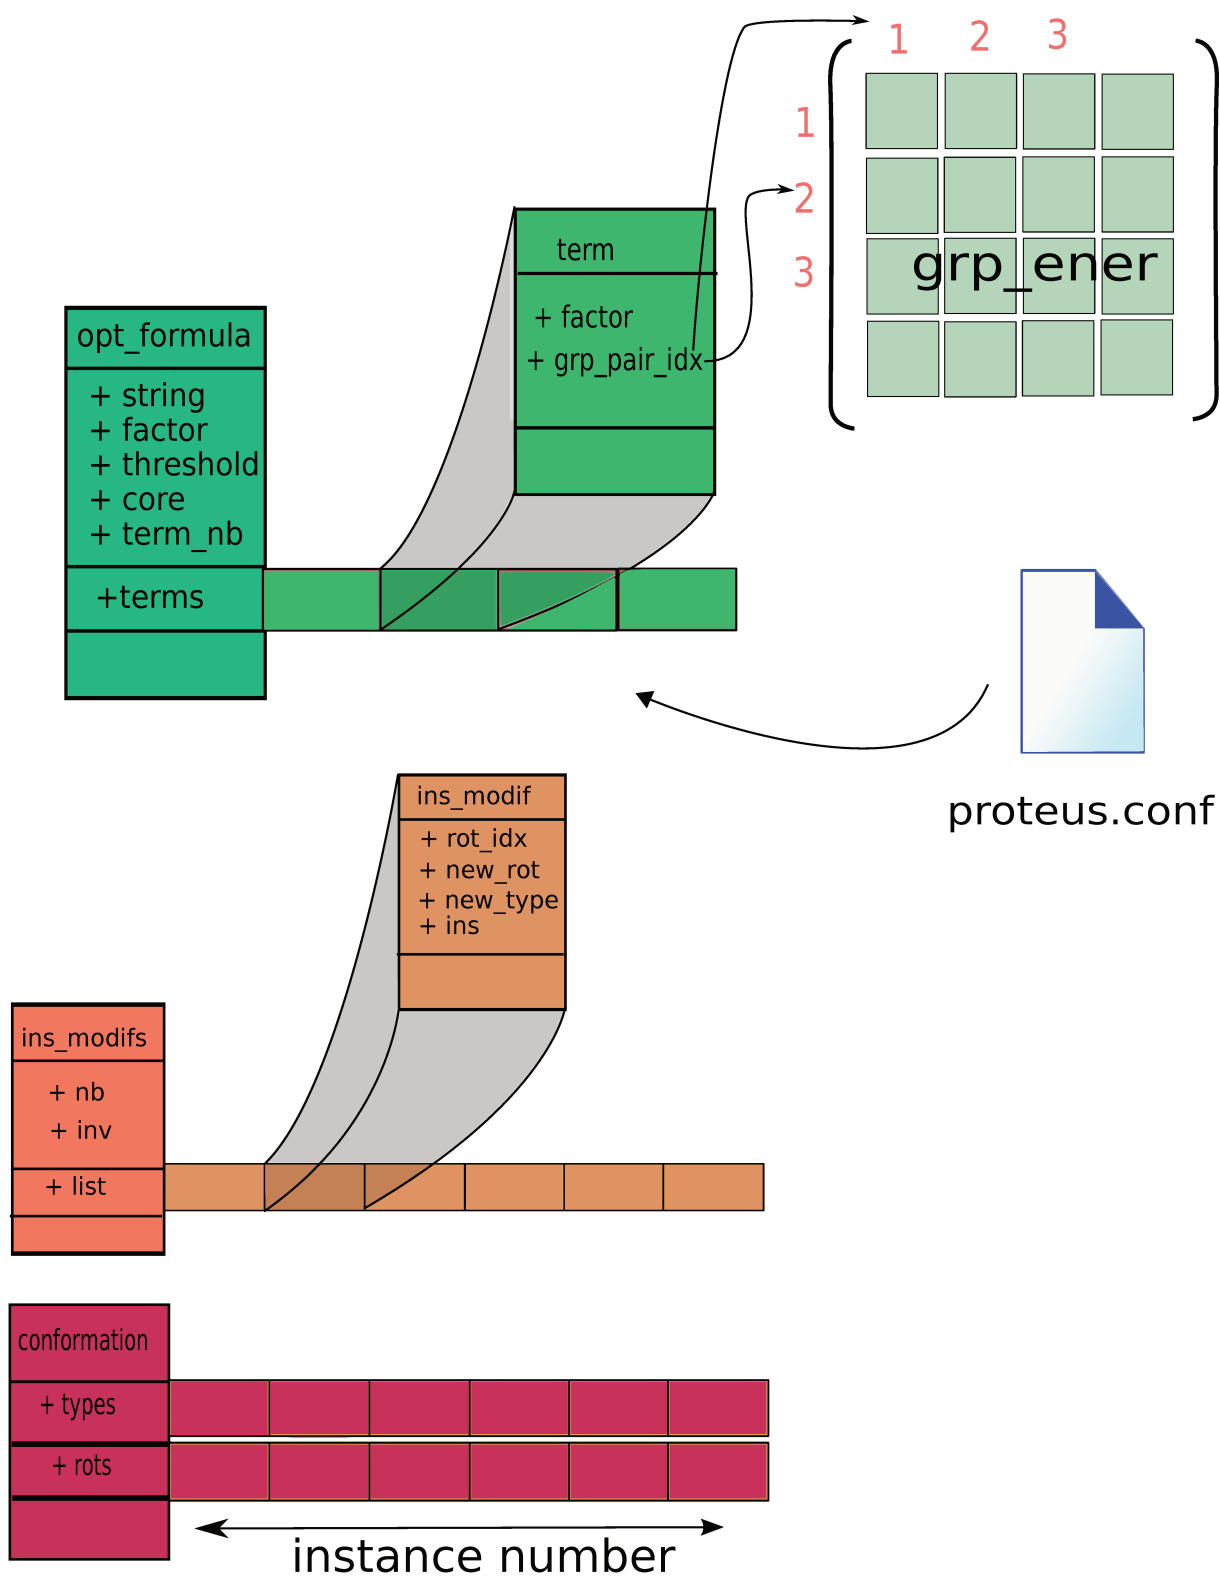 1 2 3
1
2
3
grp_ener
term
+ factor
+ grp_pair_idx
opt_formula
+ string
+ factor
+ threshold
+ core
+ term_nb
+terms
proteus.conf
ins_modif
+ rot_idx
+ new_rot
+ new_type
+ ins
ins_modifs
+ nb
+ inv
+ list
conformation
+ types
+ rots
instance number